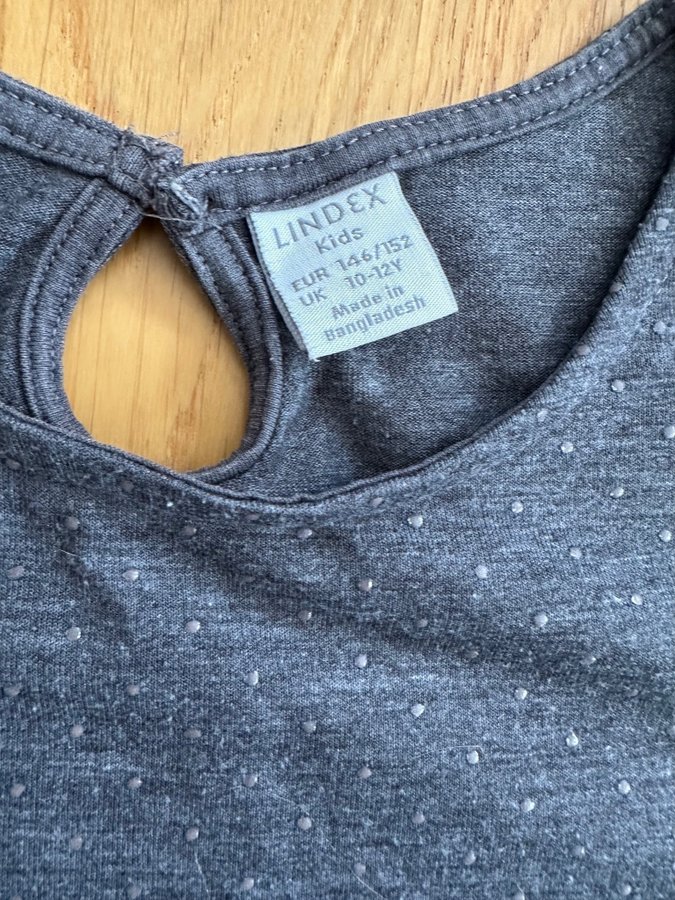 LINDEX
Kids
EUR 146/152
UK 10-12Y
Made in
Bangladesh